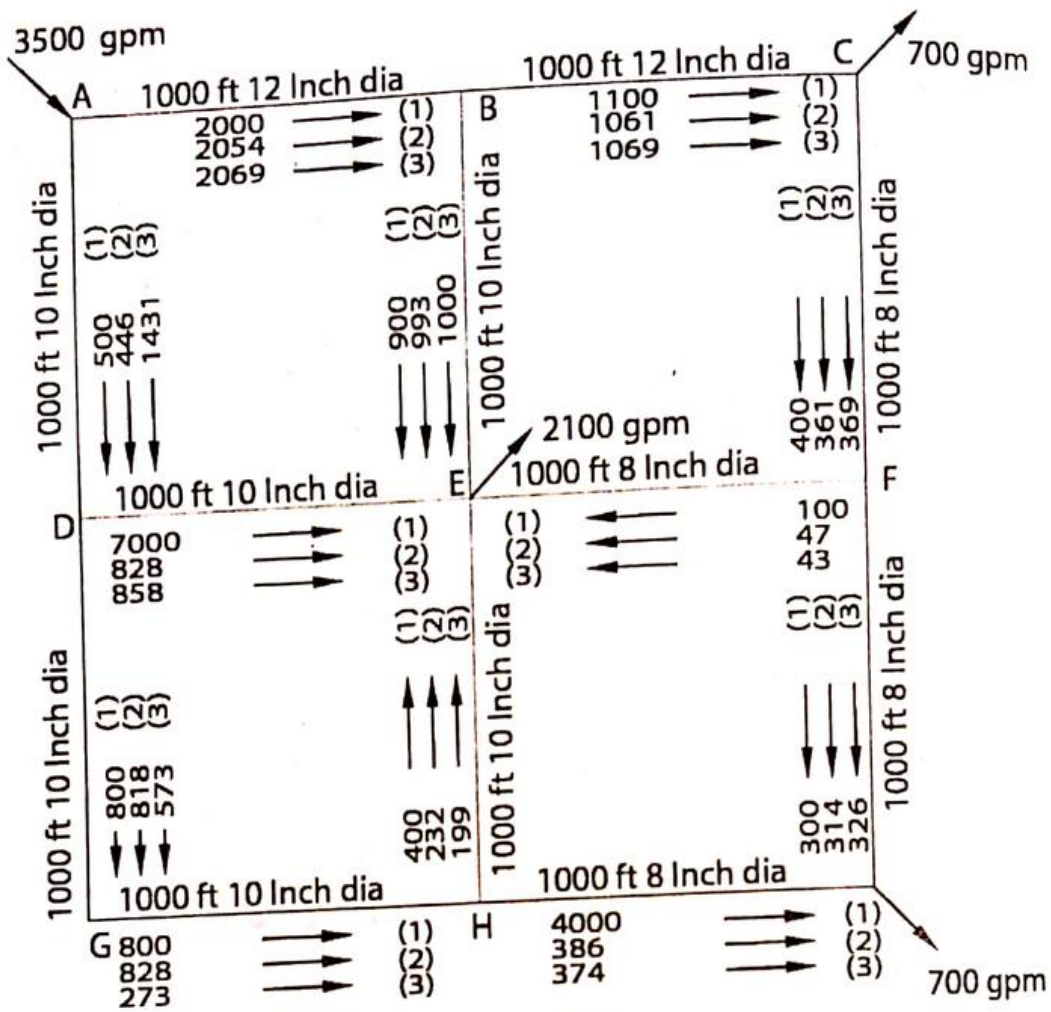 3500 gpm
A
1000 ft 12 Inch dia
B
1000 ft 12 Inch dia
C
700 gpm
2000 (1)
2054 (2)
2069 (3)
1100 (1)
1061 (2)
1069 (3)
1000 ft 10 Inch dia
(1) (2) (3)
500 446 1431
(1) (2) (3)
900 993 1000
1000 ft 10 Inch dia
(1) (2) (3)
400 361 369
1000 ft 8 Inch dia
2100 gpm
1000 ft 10 Inch dia
E
1000 ft 8 Inch dia
F
D
7000 (1)
828 (2)
858 (3)
(1) 100
(2) 47
(3) 43
1000 ft 10 Inch dia
(1) (2) (3)
800 818 573
(1) (2) (3)
400 232 199
1000 ft 10 Inch dia
(1) (2) (3)
300 314 326
1000 ft 8 Inch dia
1000 ft 10 Inch dia
1000 ft 8 Inch dia
G
800 (1)
828 (2)
273 (3)
H
4000 (1)
386 (2)
374 (3)
700 gpm